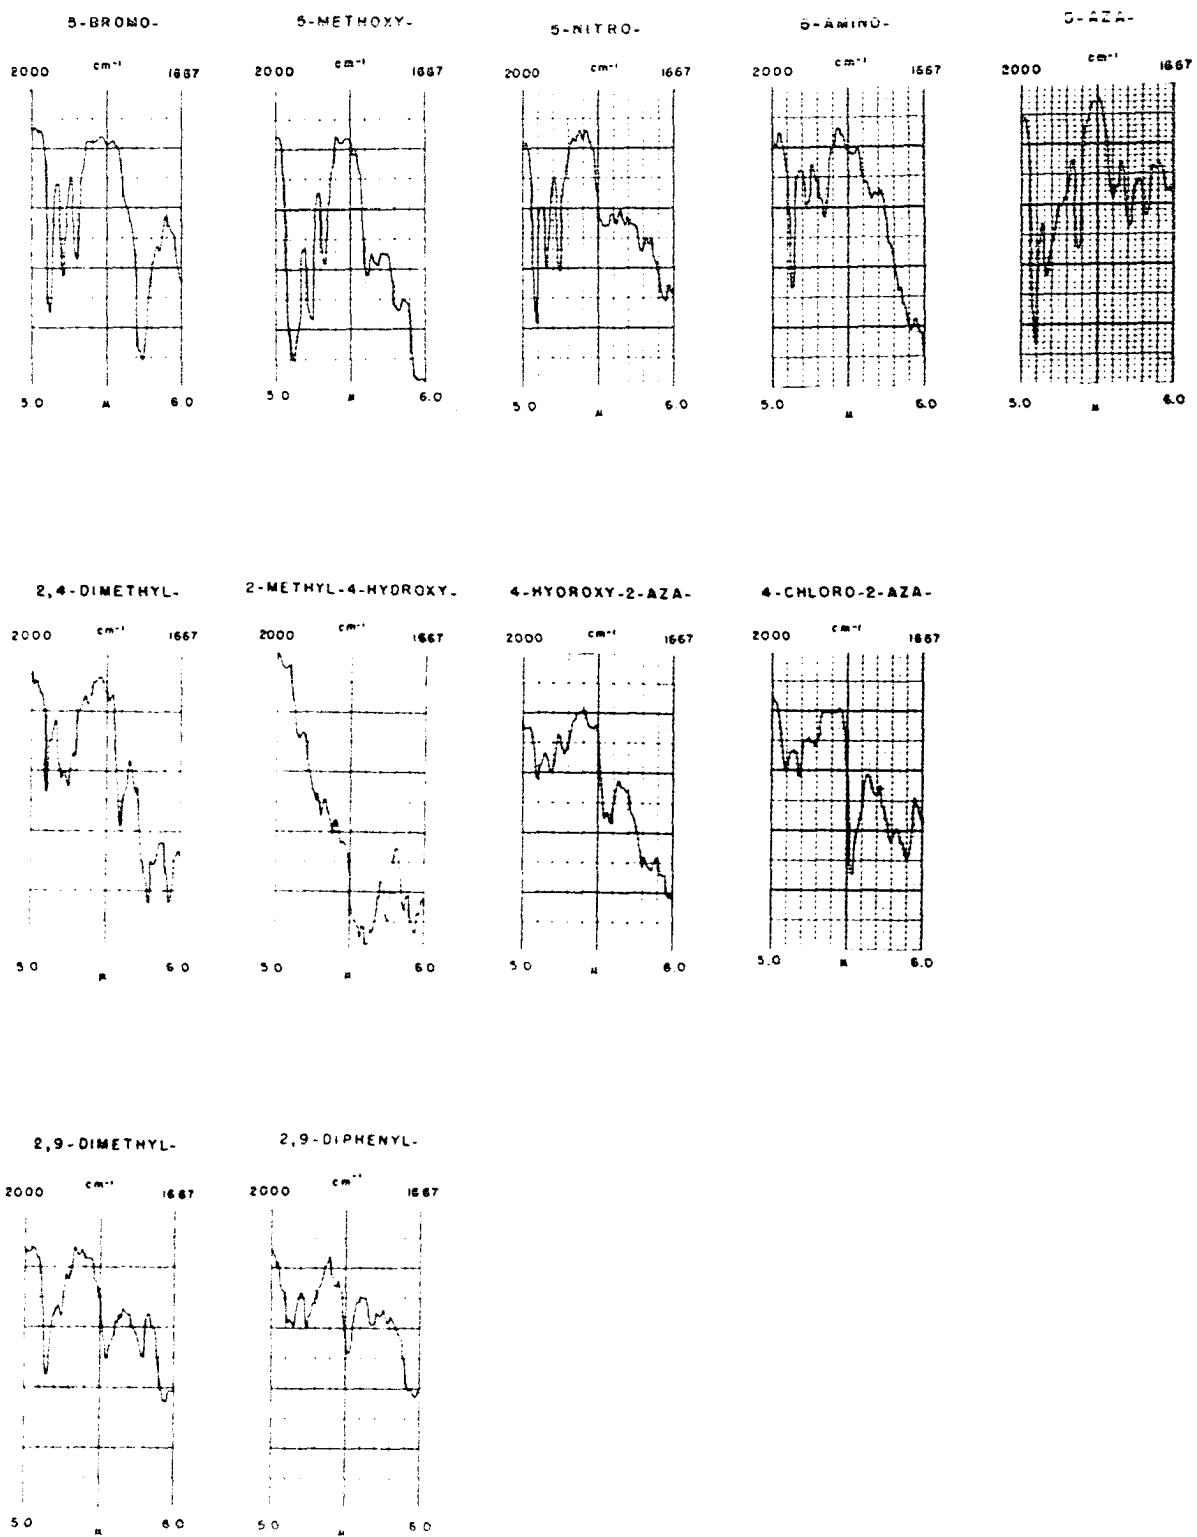 5-BROMO- 5-METHOXY- 5-NITRO- 5-AMINO- 5-AZA-
2000 cm⁻¹ 1667 2000 cm⁻¹ 1667 2000 cm⁻¹ 1667 2000 cm⁻¹ 1667 2000 cm⁻¹ 1667
5.0 μ 6.0 5.0 μ 6.0 5.0 μ 6.0 5.0 μ 6.0 5.0 μ 6.0
2,4-DIMETHYL- 2-METHYL-4-HYDROXY- 4-HYDROXY-2-AZA- 4-CHLORO-2-AZA-
2000 cm⁻¹ 1667 2000 cm⁻¹ 1667 2000 cm⁻¹ 1667 2000 cm⁻¹ 1667
5.0 μ 6.0 5.0 μ 6.0 5.0 μ 6.0 5.0 μ 6.0
2,9-DIMETHYL- 2,9-DIPHENYL-
2000 cm⁻¹ 1667 2000 cm⁻¹ 1667
5.0 μ 6.0 5.0 μ 6.0